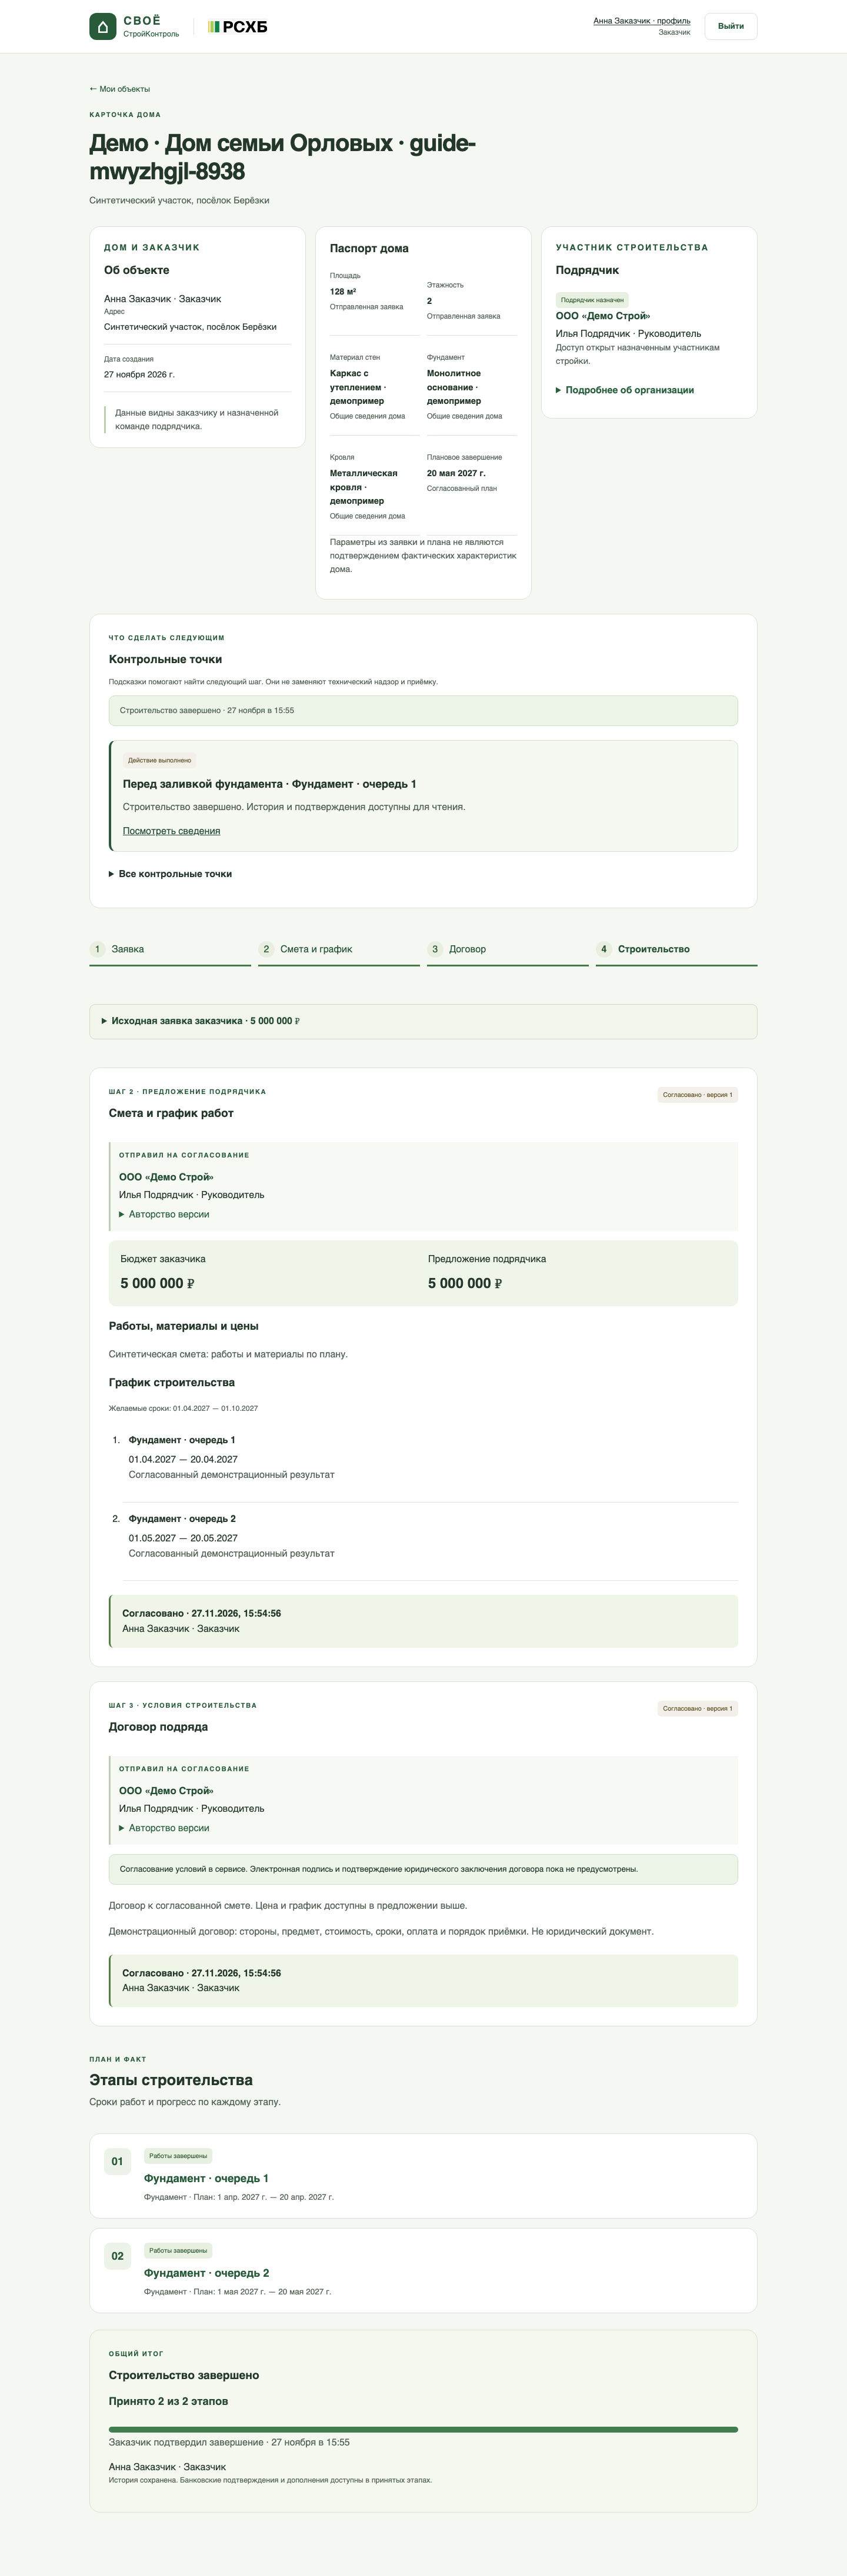 СВОЁ
СтройКонтроль
РСХБ
Анна Заказчик · профиль
Заказчик
Выйти
← Мои объекты
КАРТОЧКА ДОМА
Демо · Дом семьи Орловых · guide-
mwyzhgjl-8938
Синтетический участок, посёлок Берёзки
ДОМ И ЗАКАЗЧИК
Об объекте
Анна Заказчик · Заказчик
Адрес
Синтетический участок, посёлок Берёзки
Дата создания
27 ноября 2026 г.
Данные видны заказчику и назначенной
команде подрядчика.
Паспорт дома
Площадь
128 м²
Отправленная заявка
Этажность
2
Отправленная заявка
Материал стен
Каркас с
утеплением ·
демопример
Общие сведения дома
Фундамент
Монолитное
основание ·
демопример
Общие сведения дома
Кровля
Металлическая
кровля ·
демопример
Общие сведения дома
Плановое завершение
20 мая 2027 г.
Согласованный план
Параметры из заявки и плана не являются
подтверждением фактических характеристик
дома.
УЧАСТНИК СТРОИТЕЛЬСТВА
Подрядчик
Подрядчик назначен
ООО «Демо Строй»
Илья Подрядчик · Руководитель
Доступ открыт назначенным участникам
стройки.
▶ Подробнее об организации
ЧТО СДЕЛАТЬ СЛЕДУЮЩИМ
Контрольные точки
Подсказки помогают найти следующий шаг. Они не заменяют технический надзор и приёмку.
Строительство завершено · 27 ноября в 15:55
Действие выполнено
Перед заливкой фундамента · Фундамент · очередь 1
Строительство завершено. История и подтверждения доступны для чтения.
Посмотреть сведения
▶ Все контрольные точки
1 Заявка
2 Смета и график
3 Договор
4 Строительство
▶ Исходная заявка заказчика · 5 000 000 ₽
ШАГ 2 · ПРЕДЛОЖЕНИЕ ПОДРЯДЧИКА
Согласовано · версия 1
Смета и график работ
ОТПРАВИЛ НА СОГЛАСОВАНИЕ
ООО «Демо Строй»
Илья Подрядчик · Руководитель
▶ Авторство версии
Бюджет заказчика
5 000 000 ₽
Предложение подрядчика
5 000 000 ₽
Работы, материалы и цены
Синтетическая смета: работы и материалы по плану.
График строительства
Желаемые сроки: 01.04.2027 — 01.10.2027
1. Фундамент · очередь 1
01.04.2027 — 20.04.2027
Согласованный демонстрационный результат
2. Фундамент · очередь 2
01.05.2027 — 20.05.2027
Согласованный демонстрационный результат
Согласовано · 27.11.2026, 15:54:56
Анна Заказчик · Заказчик
ШАГ 3 · УСЛОВИЯ СТРОИТЕЛЬСТВА
Согласовано · версия 1
Договор подряда
ОТПРАВИЛ НА СОГЛАСОВАНИЕ
ООО «Демо Строй»
Илья Подрядчик · Руководитель
▶ Авторство версии
Согласование условий в сервисе. Электронная подпись и подтверждение юридического заключения договора пока не предусмотрены.
Договор к согласованной смете. Цена и график доступны в предложении выше.
Демонстрационный договор: стороны, предмет, стоимость, сроки, оплата и порядок приёмки. Не юридический документ.
Согласовано · 27.11.2026, 15:54:56
Анна Заказчик · Заказчик
ПЛАН И ФАКТ
Этапы строительства
Сроки работ и прогресс по каждому этапу.
01
Работы завершены
Фундамент · очередь 1
Фундамент · План: 1 апр. 2027 г. — 20 апр. 2027 г.
02
Работы завершены
Фундамент · очередь 2
Фундамент · План: 1 мая 2027 г. — 20 мая 2027 г.
ОБЩИЙ ИТОГ
Строительство завершено
Принято 2 из 2 этапов
Заказчик подтвердил завершение · 27 ноября в 15:55
Анна Заказчик · Заказчик
История сохранена. Банковские подтверждения и дополнения доступны в принятых этапах.